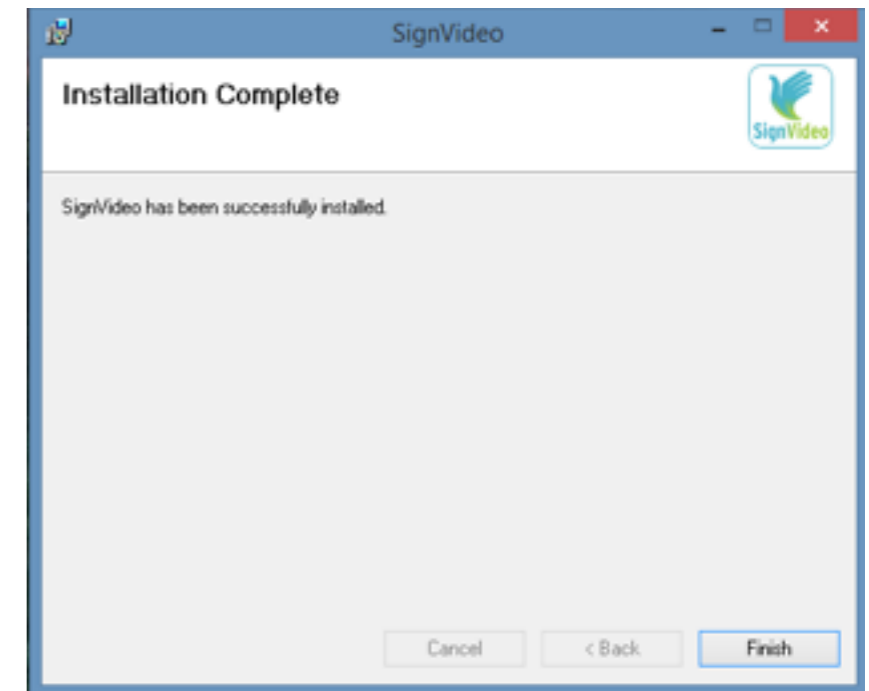 SignVideo
Installation Complete
SignVideo
SignVideo has been successfully installed.
Cancel
< Back
Finish